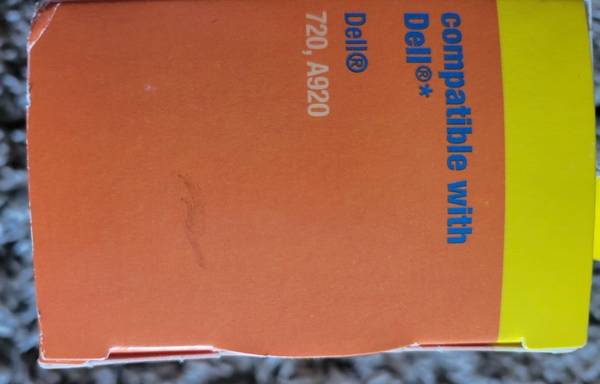 compatible with
Dell®*
Dell®
720, A920